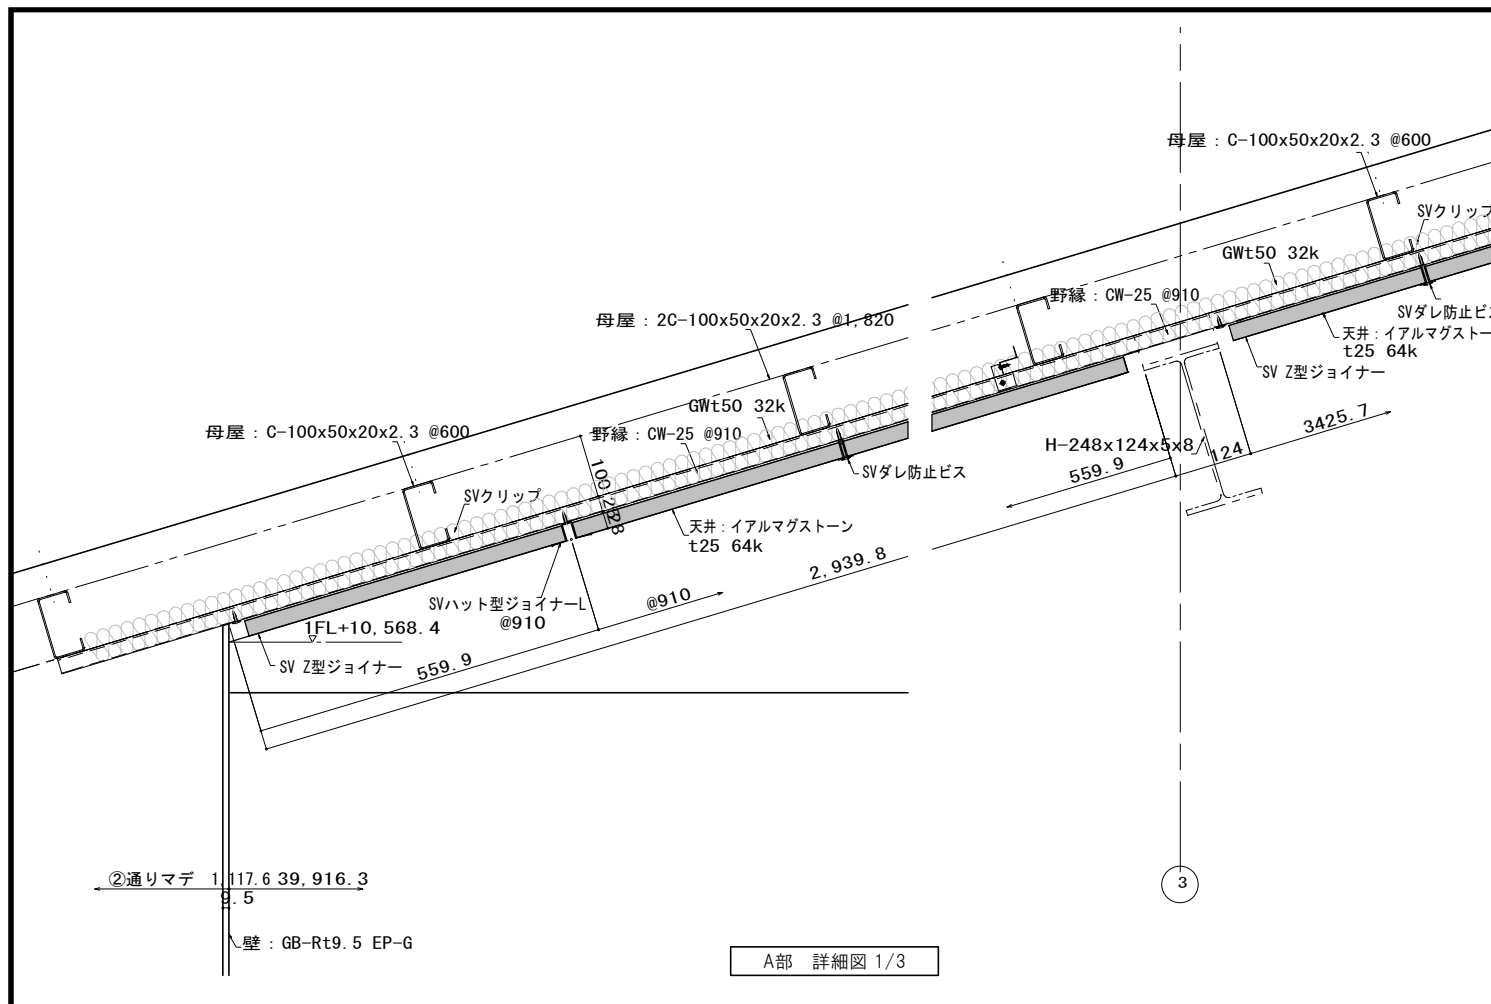 母屋：C-100x50x20x2.3 @600
SVクリップ
GWt50 32k
野縁：CW-25 @910
母屋：2C-100x50x20x2.3 @1,820
SVダレ防止ビス
天井：イアルマグストーン
t25 64k
SV Z型ジョイナー
GWt50 32k
母屋：C-100x50x20x2.3 @600
野縁：CW-25 @910
3425.7
H-248x124x5x8
124
559.9
SVダレ防止ビス
SVクリップ
100
天井：イアルマグストーン
t25 64k
2,939.8
SVハット型ジョイナーL
@910
@910
1FL+10,568.4
SV Z型ジョイナー
559.9
②通りマデ 1,117.6 39,916.3
9.5
3
壁：GB-Rt9.5 EP-G
A部 詳細図 1/3